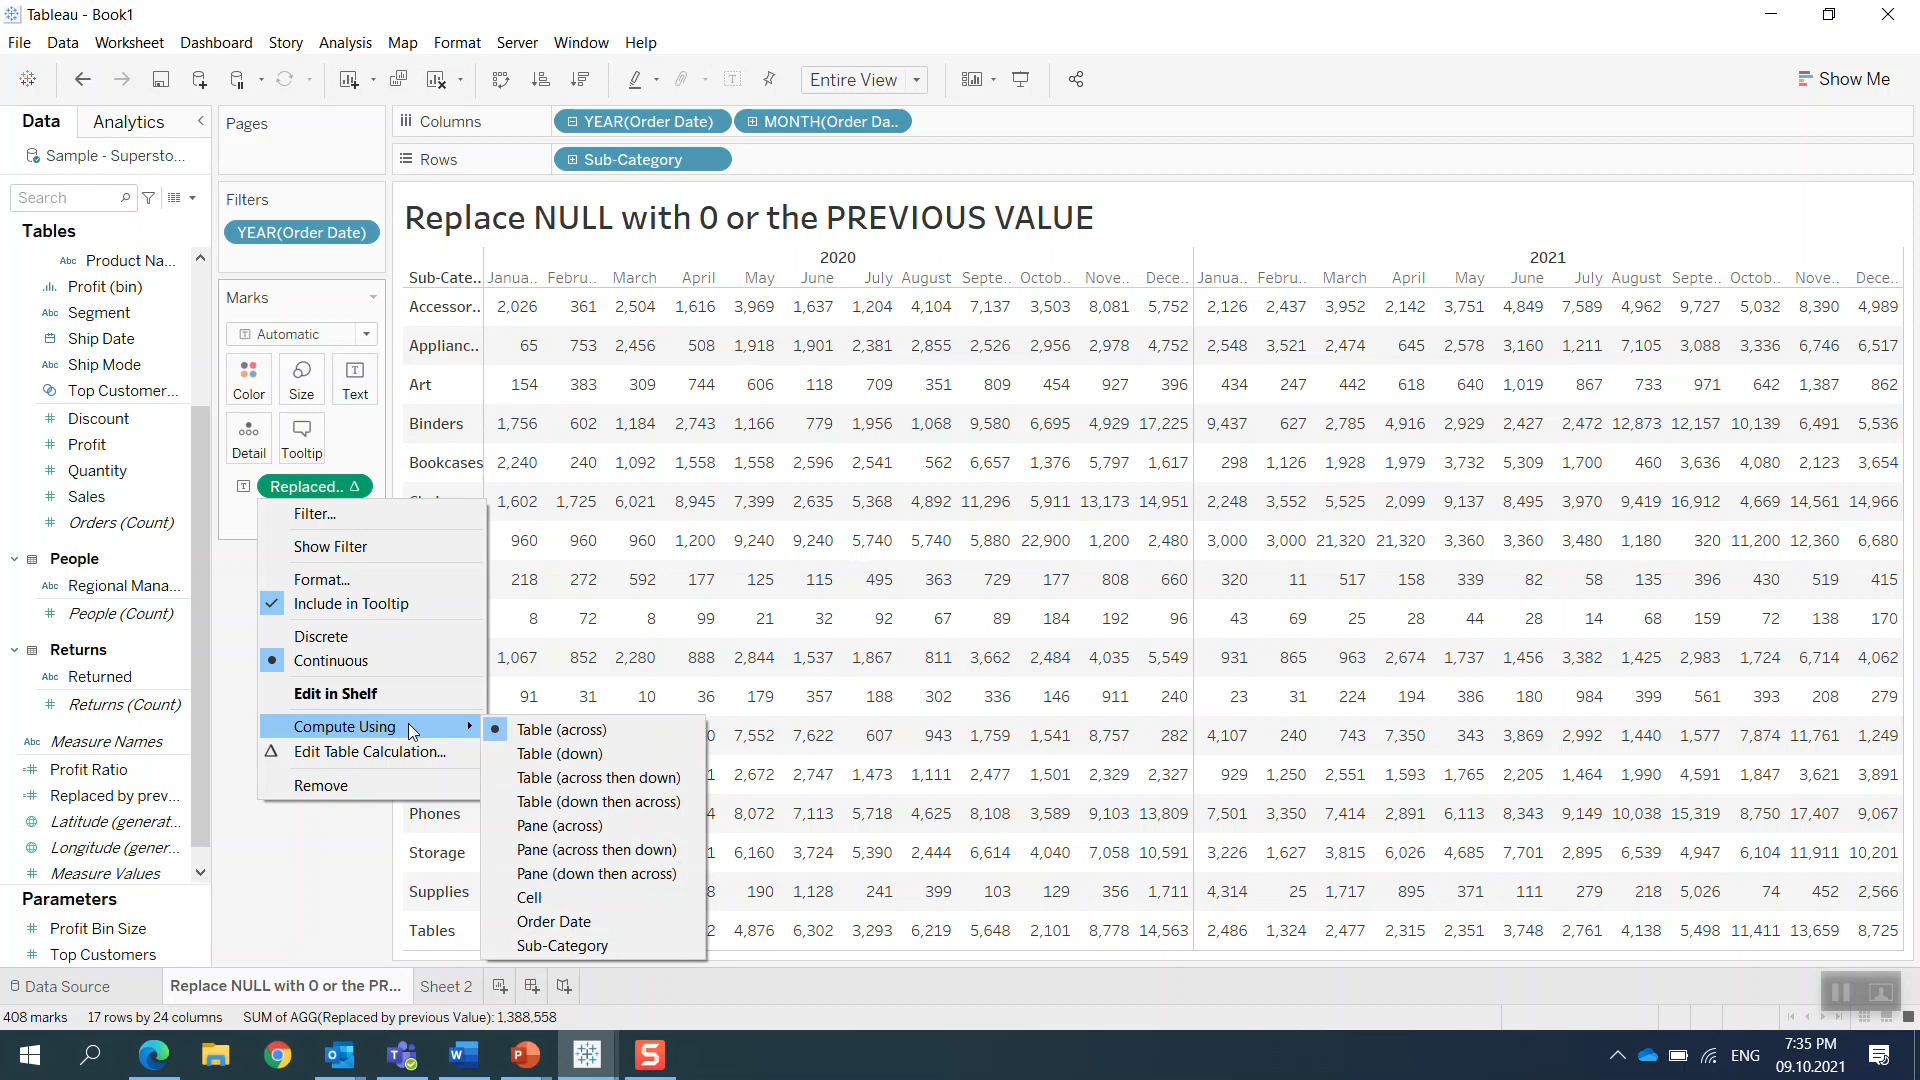 Tableau - Book1
File Data Worksheet Dashboard Story Analysis Map Format Server Window Help
Entire View
Show Me
Data Analytics
Sample - Supersto...
Search
Tables
Product Na...
Profit (bin)
Segment
Ship Date
Ship Mode
Top Customer...
Discount
Profit
Quantity
Sales
Orders (Count)
People
Regional Mana...
People (Count)
Returns
Returned
Returns (Count)
Measure Names
Profit Ratio
Replaced by prev...
Latitude (generat...
Longitude (gener...
Measure Values
Parameters
Profit Bin Size
Top Customers
Pages
Filters
YEAR(Order Date)
Marks
Automatic
Color Size Text
Detail Tooltip
Replaced..
Columns YEAR(Order Date) MONTH(Order Da..
Rows Sub-Category
Replace NULL with 0 or the PREVIOUS VALUE
2020 2021
Sub-Cate.. Janua.. Febru.. March April May June July August Septe.. Octob.. Nove.. Dece.. Janua.. Febru.. March April May June July August Septe.. Octob.. Nove.. Dece..
Accessor.. 2,026 361 2,504 1,616 3,969 1,637 1,204 4,104 7,137 3,503 8,081 5,752 2,126 2,437 3,952 2,142 3,751 4,849 7,589 4,962 9,727 5,032 8,390 4,989
Applianc.. 65 753 2,456 508 1,918 1,901 2,381 2,855 2,526 2,956 2,978 4,752 2,548 3,521 2,474 645 2,578 3,160 1,211 7,105 3,088 3,336 6,746 6,517
Art 154 383 309 744 606 118 709 351 809 454 927 396 434 247 442 618 640 1,019 867 733 971 642 1,387 862
Binders 1,756 602 1,184 2,743 1,166 779 1,956 1,068 9,580 6,695 4,929 17,225 9,437 627 2,785 4,916 2,929 2,427 2,472 12,873 12,157 10,139 6,491 5,536
Bookcases 2,240 240 1,092 1,558 1,558 2,596 2,541 562 6,657 1,376 5,797 1,617 298 1,126 1,928 1,979 3,732 5,309 1,700 460 3,636 4,080 2,123 3,654
1,602 1,725 6,021 8,945 7,399 2,635 5,368 4,892 11,296 5,911 13,173 14,951 2,248 3,552 5,525 2,099 9,137 8,495 3,970 9,419 16,912 4,669 14,561 14,966
960 960 960 1,200 9,240 9,240 5,740 5,740 5,880 22,900 1,200 2,480 3,000 3,000 21,320 21,320 3,360 3,360 3,480 1,180 320 11,200 12,360 6,680
218 272 592 177 125 115 495 363 729 177 808 660 320 11 517 158 339 82 58 135 396 430 519 415
8 72 8 99 21 32 92 67 89 184 192 96 43 69 25 28 44 28 14 68 159 72 138 170
1,067 852 2,280 888 2,844 1,537 1,867 811 3,662 2,484 4,035 5,549 931 865 963 2,674 1,737 1,456 3,382 1,425 2,983 1,724 6,714 4,062
91 31 10 36 179 357 188 302 336 146 911 240 23 31 224 194 386 180 984 399 561 393 208 279
0 7,552 7,622 607 943 1,759 1,541 8,757 282 4,107 240 743 7,350 343 3,869 2,992 1,440 1,577 7,874 11,761 1,249
1 2,672 2,747 1,473 1,111 2,477 1,501 2,329 2,327 929 1,250 2,551 1,593 1,765 2,205 1,464 1,990 4,591 1,847 3,621 3,891
Phones 4 8,072 7,113 5,718 4,625 8,108 3,589 9,103 13,809 7,501 3,350 7,414 2,891 6,113 8,343 9,149 10,038 15,319 8,750 17,407 9,067
Storage 1 6,160 3,724 5,390 2,444 6,614 4,040 7,058 10,591 3,226 1,627 3,815 6,026 4,685 7,701 2,895 6,539 4,947 6,104 11,911 10,201
Supplies 8 190 1,128 241 399 103 129 356 1,711 4,314 25 1,717 895 371 111 279 218 5,026 74 452 2,566
Tables 2 4,876 6,302 3,293 6,219 5,648 2,101 8,778 14,563 2,486 1,324 2,477 2,315 2,351 3,748 2,761 4,138 5,498 11,411 13,659 8,725
Filter...
Show Filter
Format...
Include in Tooltip
Discrete
Continuous
Edit in Shelf
Compute Using
Edit Table Calculation...
Remove
Table (across)
Table (down)
Table (across then down)
Table (down then across)
Pane (across)
Pane (across then down)
Pane (down then across)
Cell
Order Date
Sub-Category
Data Source Replace NULL with 0 or the PR... Sheet 2
408 marks 17 rows by 24 columns SUM of AGG(Replaced by previous Value): 1,388,558
ENG
7:35 PM
09.10.2021